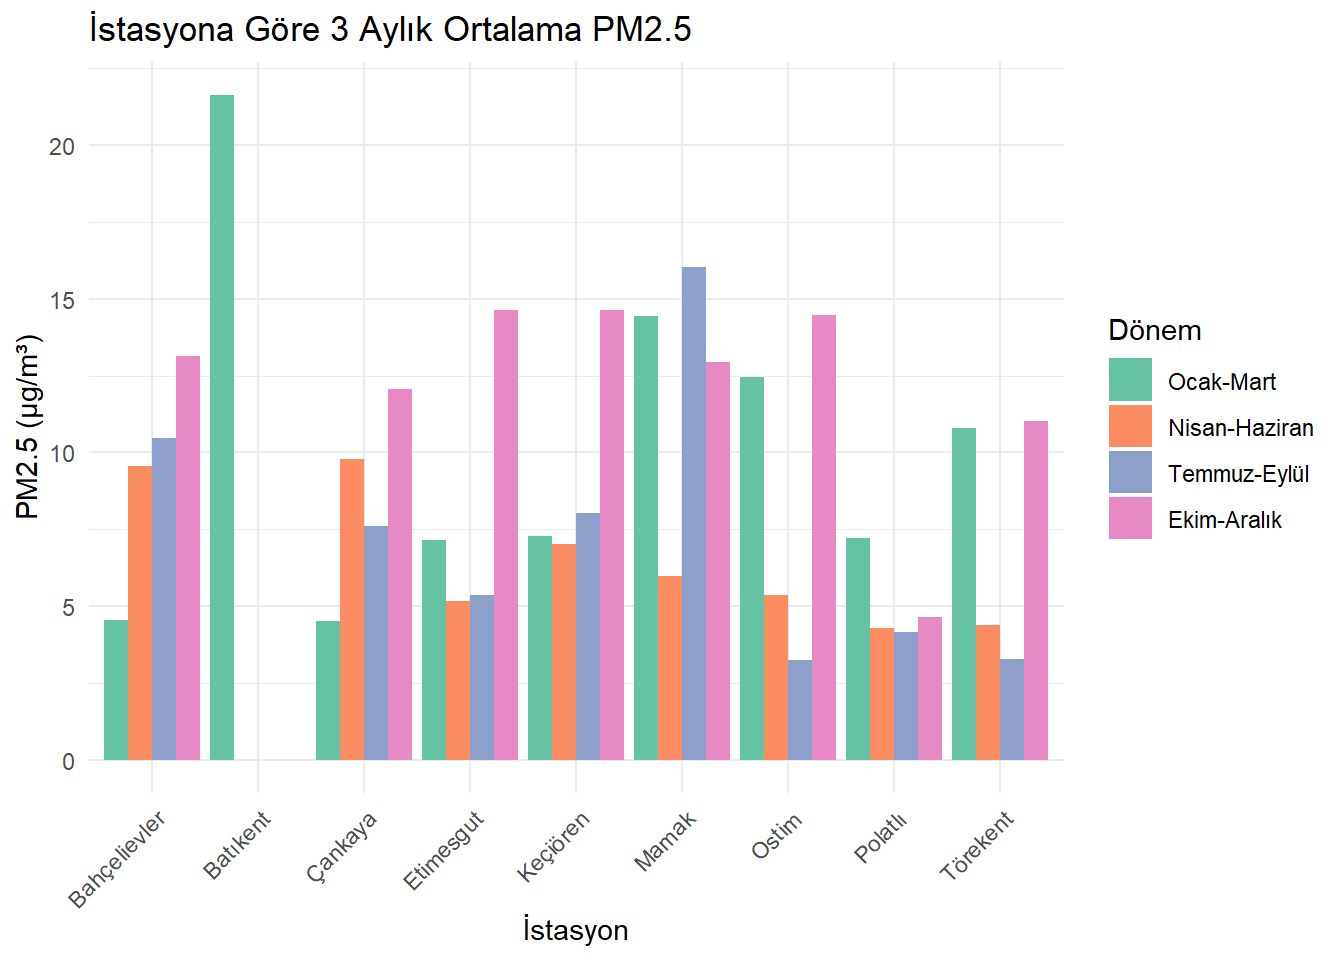 İstasyona Göre 3 Aylık Ortalama PM2.5
PM2.5 (µg/m³)
20
15
10
5
0
Bahçelievler
Batıkent
Çankaya
Etimesgut
Keçiören
Mamak
Ostim
Polatlı
Törekent
İstasyon
Dönem
Ocak-Mart
Nisan-Haziran
Temmuz-Eylül
Ekim-Aralık